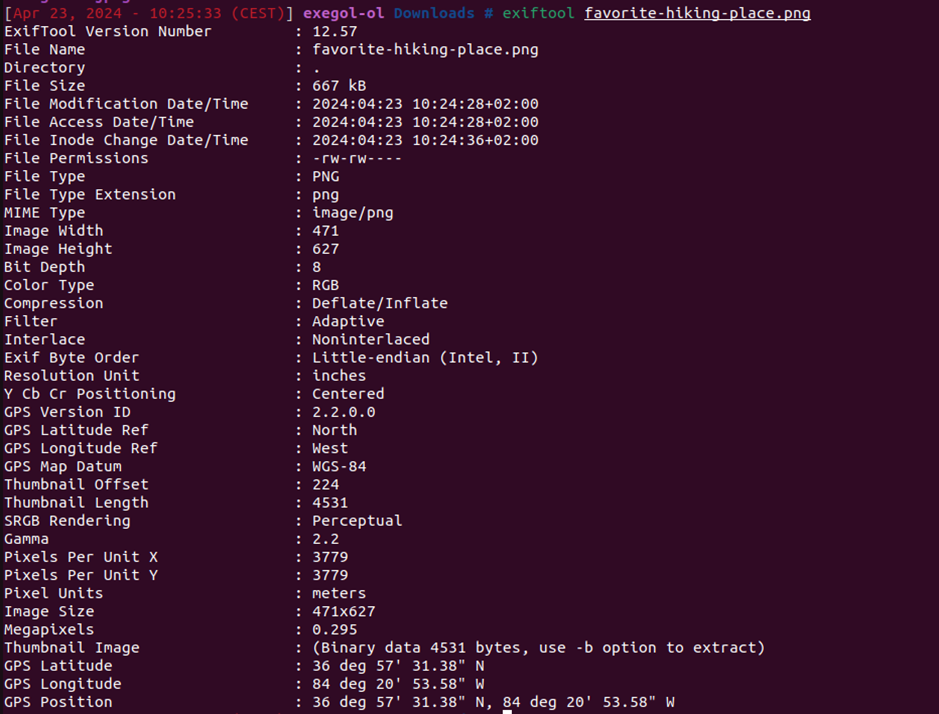 [Apr 23, 2024 - 10:25:33 (CEST)] exegol-ol Downloads # exiftool favorite-hiking-place.png
ExifTool Version Number : 12.57
File Name : favorite-hiking-place.png
Directory : .
File Size : 667 kB
File Modification Date/Time : 2024:04:23 10:24:28+02:00
File Access Date/Time : 2024:04:23 10:24:28+02:00
File Inode Change Date/Time : 2024:04:23 10:24:36+02:00
File Permissions : -rw-rw----
File Type : PNG
File Type Extension : png
MIME Type : image/png
Image Width : 471
Image Height : 627
Bit Depth : 8
Color Type : RGB
Compression : Deflate/Inflate
Filter : Adaptive
Interlace : Noninterlaced
Exif Byte Order : Little-endian (Intel, II)
Resolution Unit : inches
Y Cb Cr Positioning : Centered
GPS Version ID : 2.2.0.0
GPS Latitude Ref : North
GPS Longitude Ref : West
GPS Map Datum : WGS-84
Thumbnail Offset : 224
Thumbnail Length : 4531
SRGB Rendering : Perceptual
Gamma : 2.2
Pixels Per Unit X : 3779
Pixels Per Unit Y : 3779
Pixel Units : meters
Image Size : 471x627
Megapixels : 0.295
Thumbnail Image : (Binary data 4531 bytes, use -b option to extract)
GPS Latitude : 36 deg 57' 31.38" N
GPS Longitude : 84 deg 20' 53.58" W
GPS Position : 36 deg 57' 31.38" N, 84 deg 20' 53.58" W